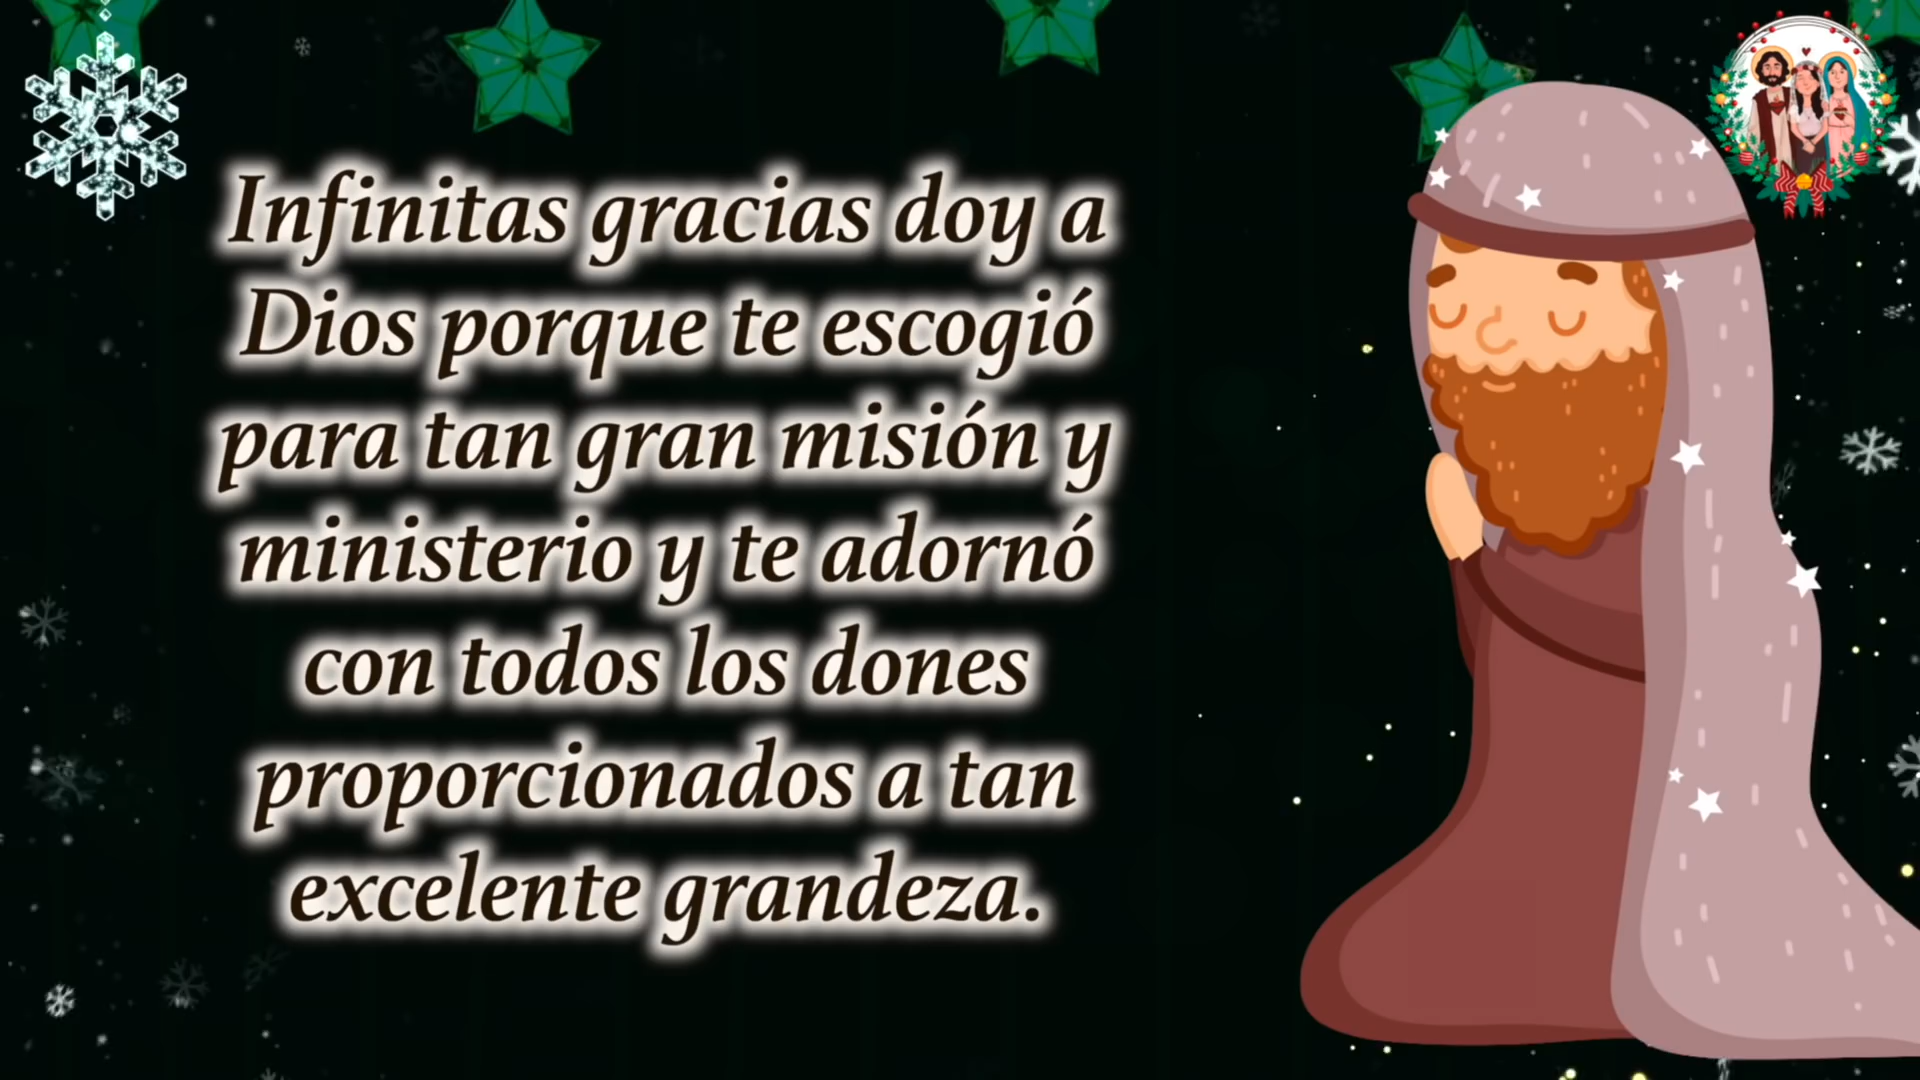 Infinitas gracias doy a
Dios porque te escogió
para tan gran misión y
ministerio y te adornó
con todos los dones
proporcionados a tan
excelente grandeza.